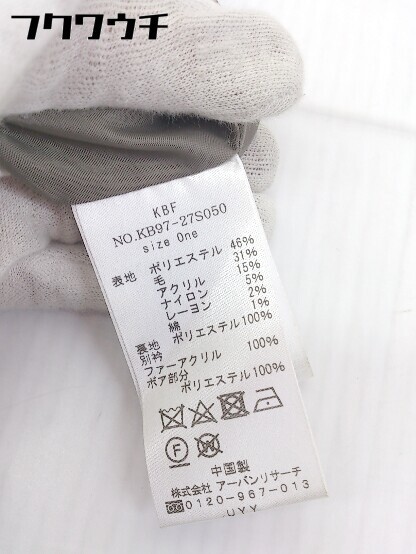 フクワウチ
KBF
NO.KB97-27S050
size One
表地 ポリエステル 46%
毛 31%
アクリル 15%
ナイロン 5%
レーヨン 2%
綿 1%
裏地 ポリエステル100%
別衿
ファーアクリル 100%
ボア部分
ポリエステル100%
F W
中国製
株式会社 アーバンリサーチ
0120-967-013
UYY